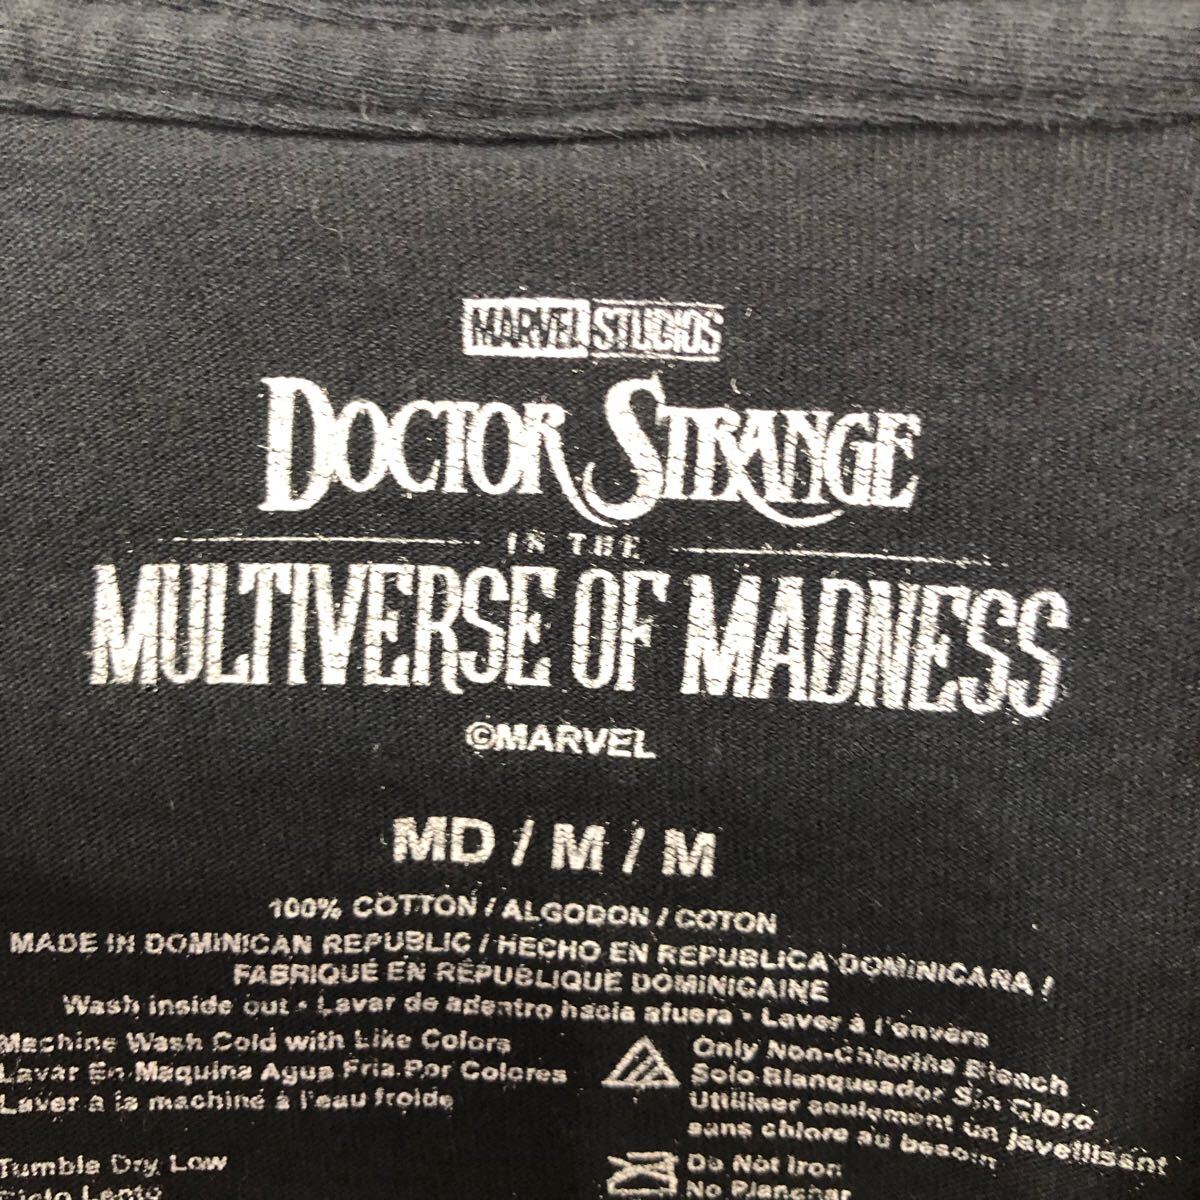 MARVEL STUDIOS
DOCTOR STRANGE
IN THE
MULTIVERSE OF MADNESS
©MARVEL
MD / M / M
100% COTTON / ALGODON / COTON
MADE IN DOMINICAN REPUBLIC / HECHO EN REPUBLICA DOMINICANA /
FABRIQUÉ EN RÉPUBLIQUE DOMINICAINE
Wash inside out • Lavar de adentro hacia afuera • Laver à l'envers
Machine Wash Cold with Like Colors
Lavar En Maquina Agua Fria Por Colores
Laver a la machine à l'eau froide
Only Non-Chlorine Bleach
Solo Blanqueador Sin Cloro
Utiliser seulement un javellisant
sans chlore au besoin
Tumble Dry Low
Ciclo Lento
Do Not Iron
No Planchar